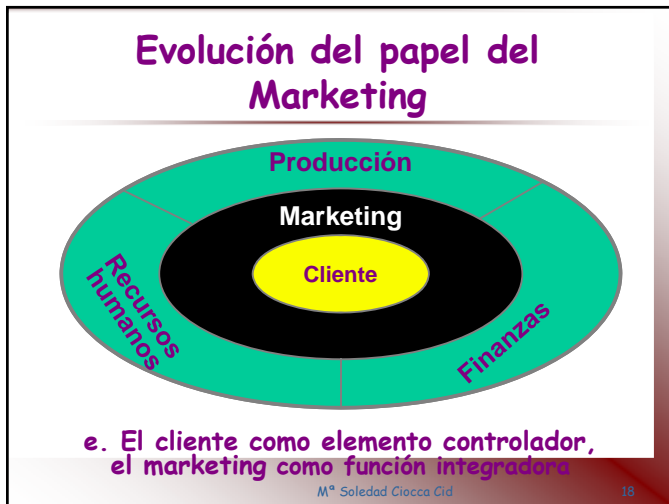 Evolución del papel del
Marketing
Producción
Marketing
Cliente
Recursos
humanos
Finanzas
e. El cliente como elemento controlador,
el marketing como función integradora
Mª Soledad Ciocca Cid
18